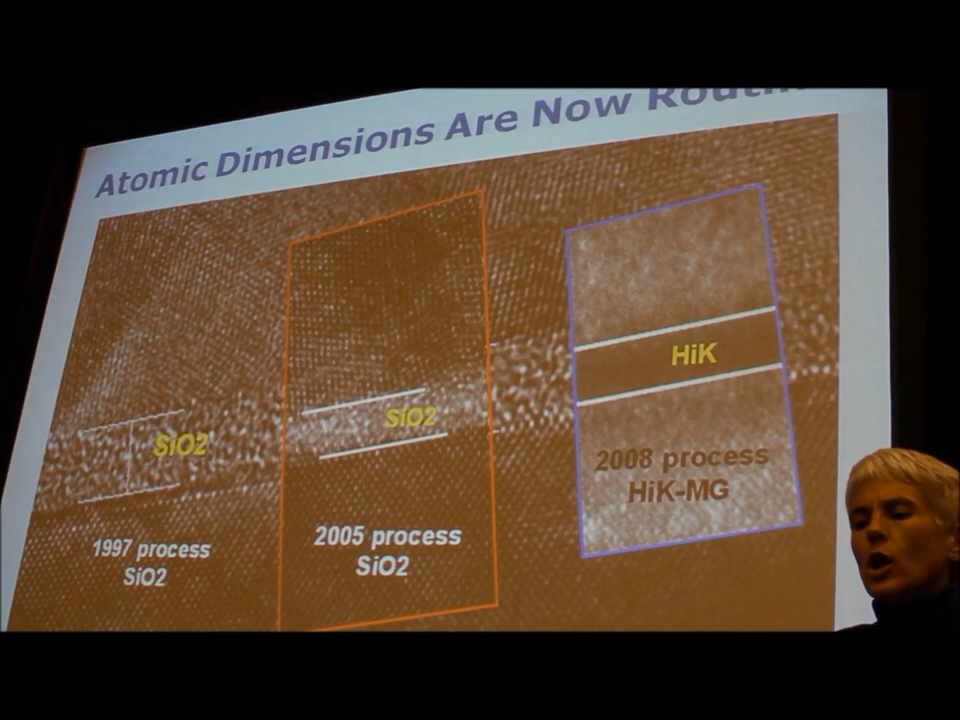 Atomic Dimensions Are Now
SiO2
SiO2
HiK
1997 process
SiO2
2005 process
SiO2
2008 process
HiK-MG